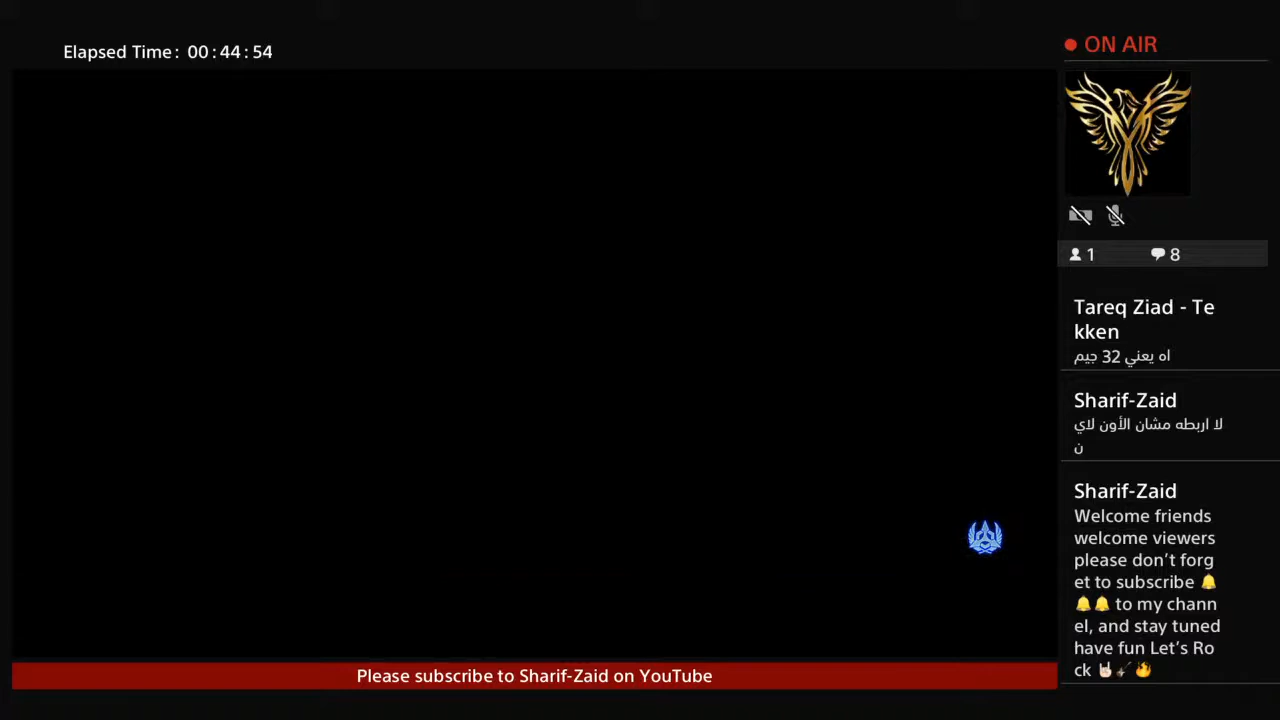 Elapsed Time: 00:44:54
ON AIR
1 8
Tareq Ziad - Te
kken
اه يعني 32 جيم
Sharif-Zaid
لا اربطه مشان الأون لاي
ن
Sharif-Zaid
Welcome friends
welcome viewers
please don’t forg
et to subscribe 🔔
🔔🔔 to my chann
el, and stay tuned
have fun Let’s Ro
ck 🤘🏻🎸🔥
Please subscribe to Sharif-Zaid on YouTube